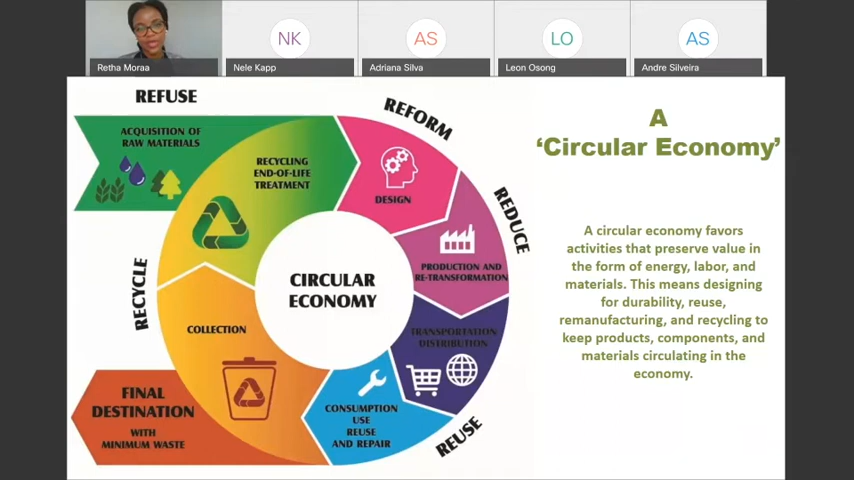 NK
AS
LO
AS
Retha Moraa
Nele Kapp
Adriana Silva
Leon Osong
Andre Silveira
REFUSE
REFORM
REDUCE
REUSE
RECYCLE
ACQUISITION OF
RAW MATERIALS
RECYCLING
END-OF-LIFE
TREATMENT
DESIGN
PRODUCTION AND
RE-TRANSFORMATION
TRANSPORTATION
DISTRIBUTION
CONSUMPTION
USE
REUSE
AND REPAIR
COLLECTION
FINAL
DESTINATION
WITH
MINIMUM WASTE
CIRCULAR
ECONOMY
A
‘Circular Economy’
A circular economy favors
activities that preserve value in
the form of energy, labor, and
materials. This means designing
for durability, reuse,
remanufacturing, and recycling to
keep products, components, and
materials circulating in the
economy.